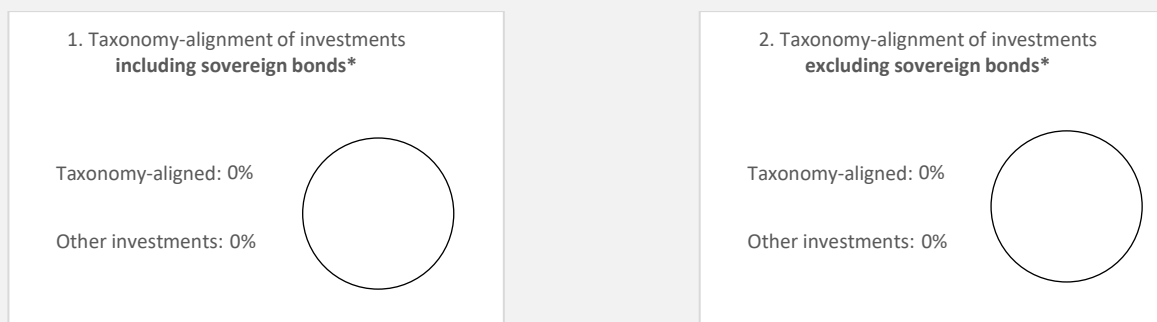 1. Taxonomy-alignment of investments
including sovereign bonds*
Taxonomy-aligned: 0%
Other investments: 0%
2. Taxonomy-alignment of investments
excluding sovereign bonds*
Taxonomy-aligned: 0%
Other investments: 0%